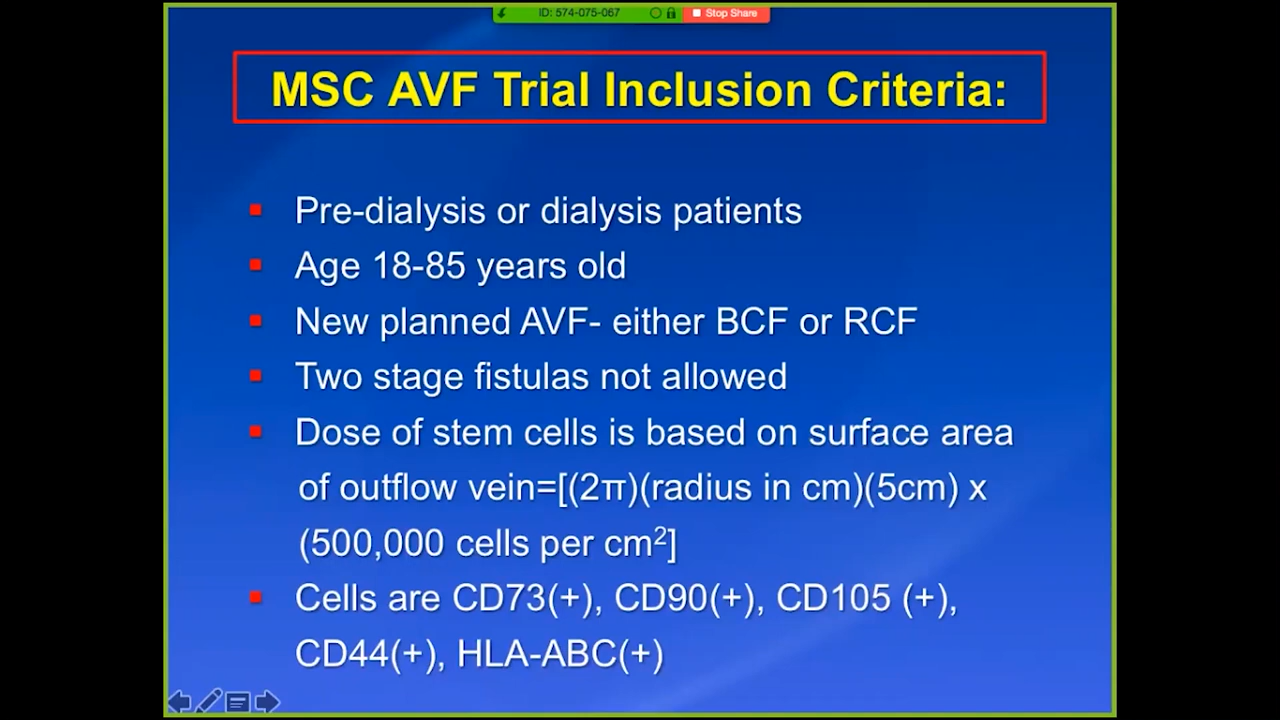 ID: 574-075-067 Stop Share
MSC AVF Trial Inclusion Criteria:
Pre-dialysis or dialysis patients
Age 18-85 years old
New planned AVF- either BCF or RCF
Two stage fistulas not allowed
Dose of stem cells is based on surface area
of outflow vein=[(2π)(radius in cm)(5cm) x
(500,000 cells per cm²]
Cells are CD73(+), CD90(+), CD105 (+),
CD44(+), HLA-ABC(+)